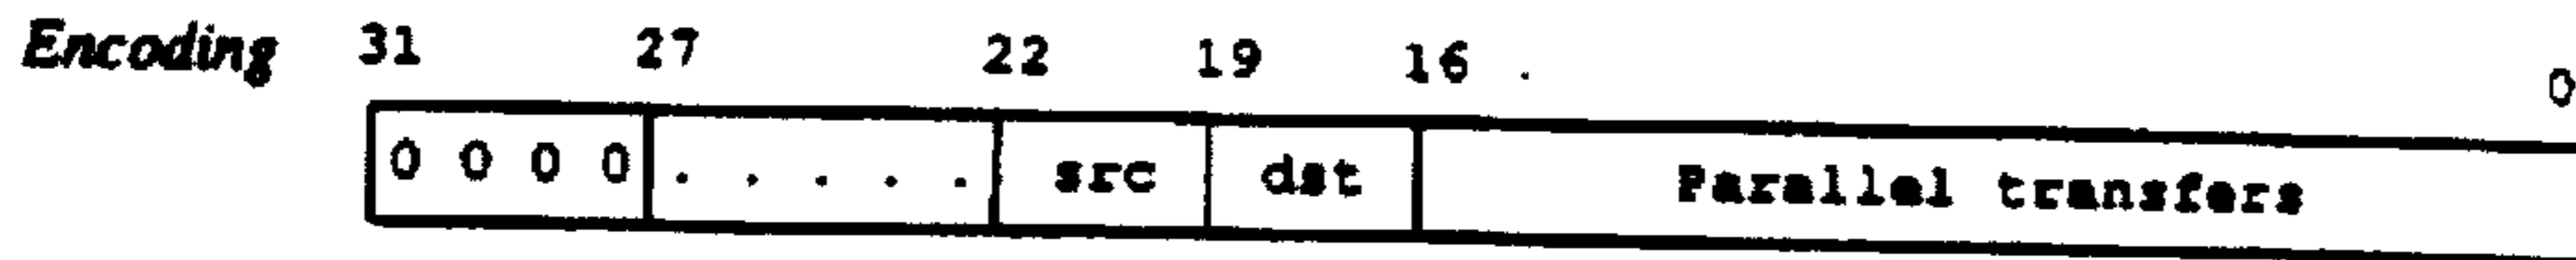 Encoding 31 27 22 19 16 . 0
0 0 0 0 . . . . . src dst Parallel transfers